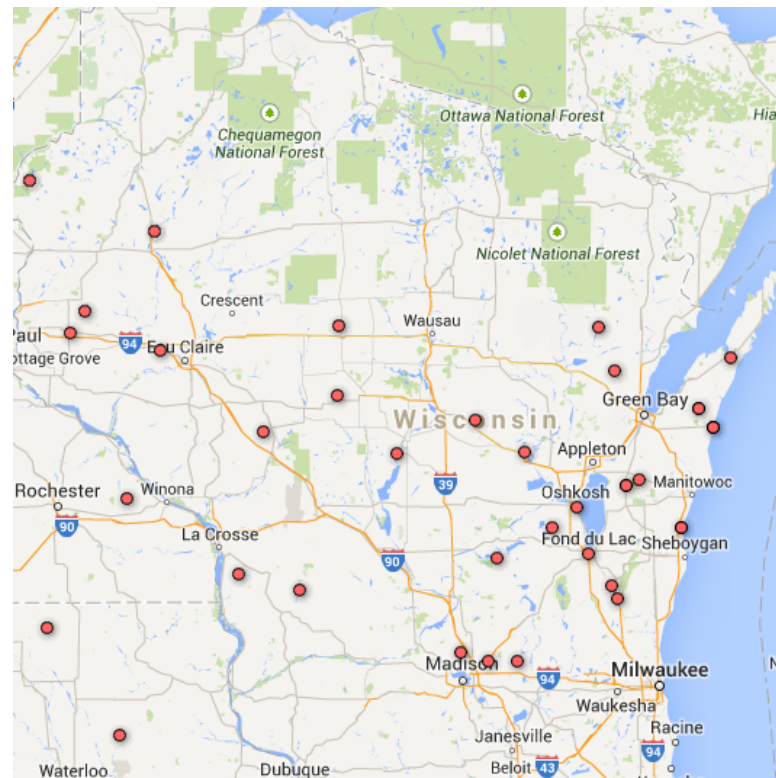 Ottawa National Forest
Hia
Chequamegon
National Forest
Nicolet National Forest
Crescent
Wausau
Paul
94
Eau Claire
ottage Grove
Green Bay
Wisconsin
Appleton
39
Manitowoc
Rochester
Winona
Oshkosh
90
La Crosse
Fond du Lac
Sheboygan
90
Madison
94
Milwaukee
Waukesha
Racine
Janesville
94
Waterloo
Dubuque
Beloit
43